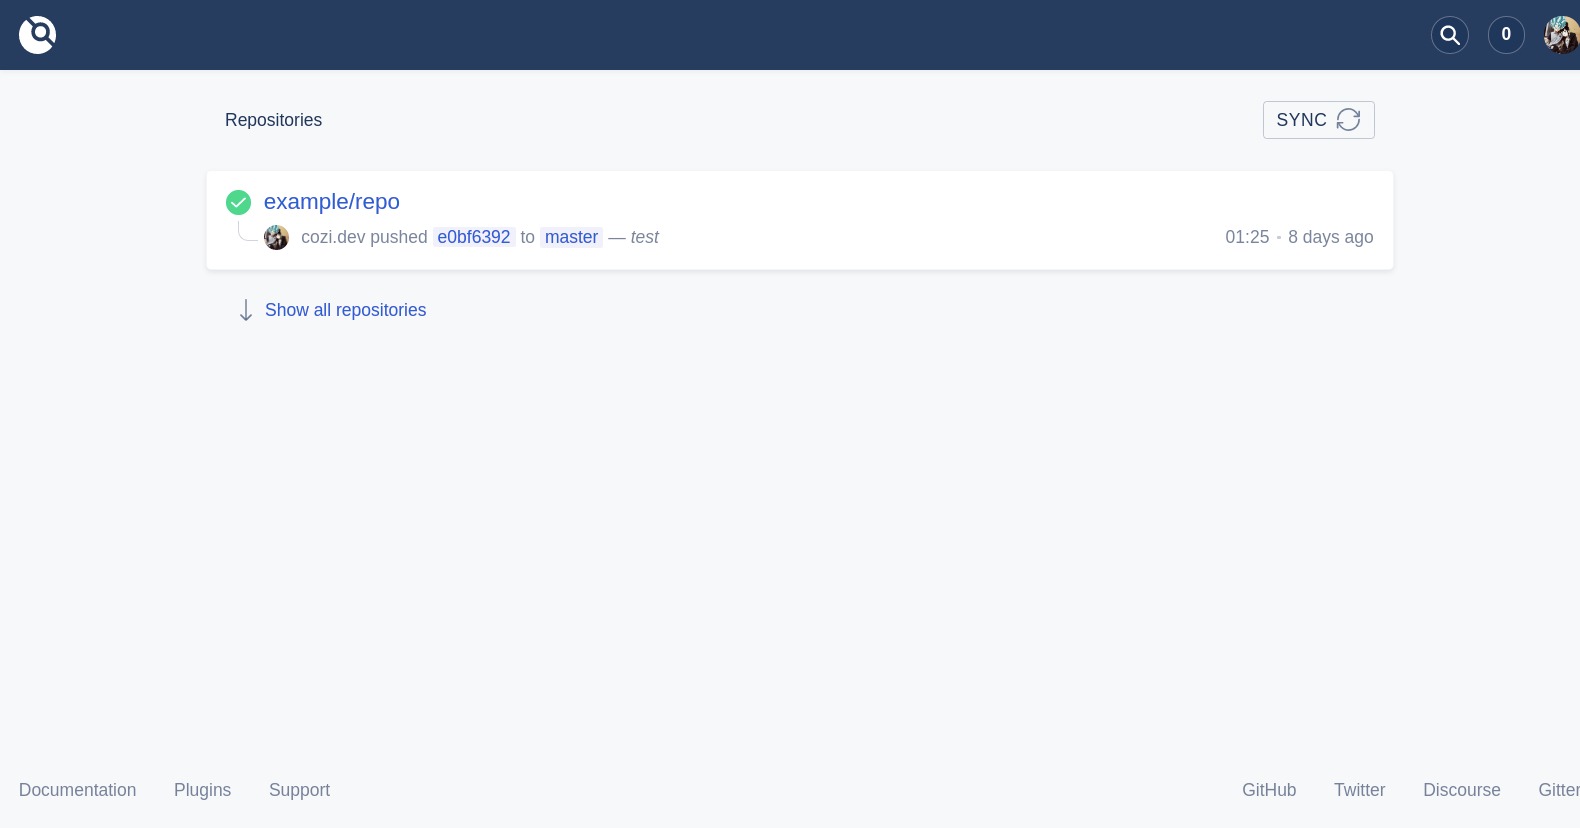 0
Repositories
SYNC
example/repo
cozi.dev pushed e0bf6392 to master — test
01:25 • 8 days ago
Show all repositories
Documentation Plugins Support
GitHub Twitter Discourse Gitter